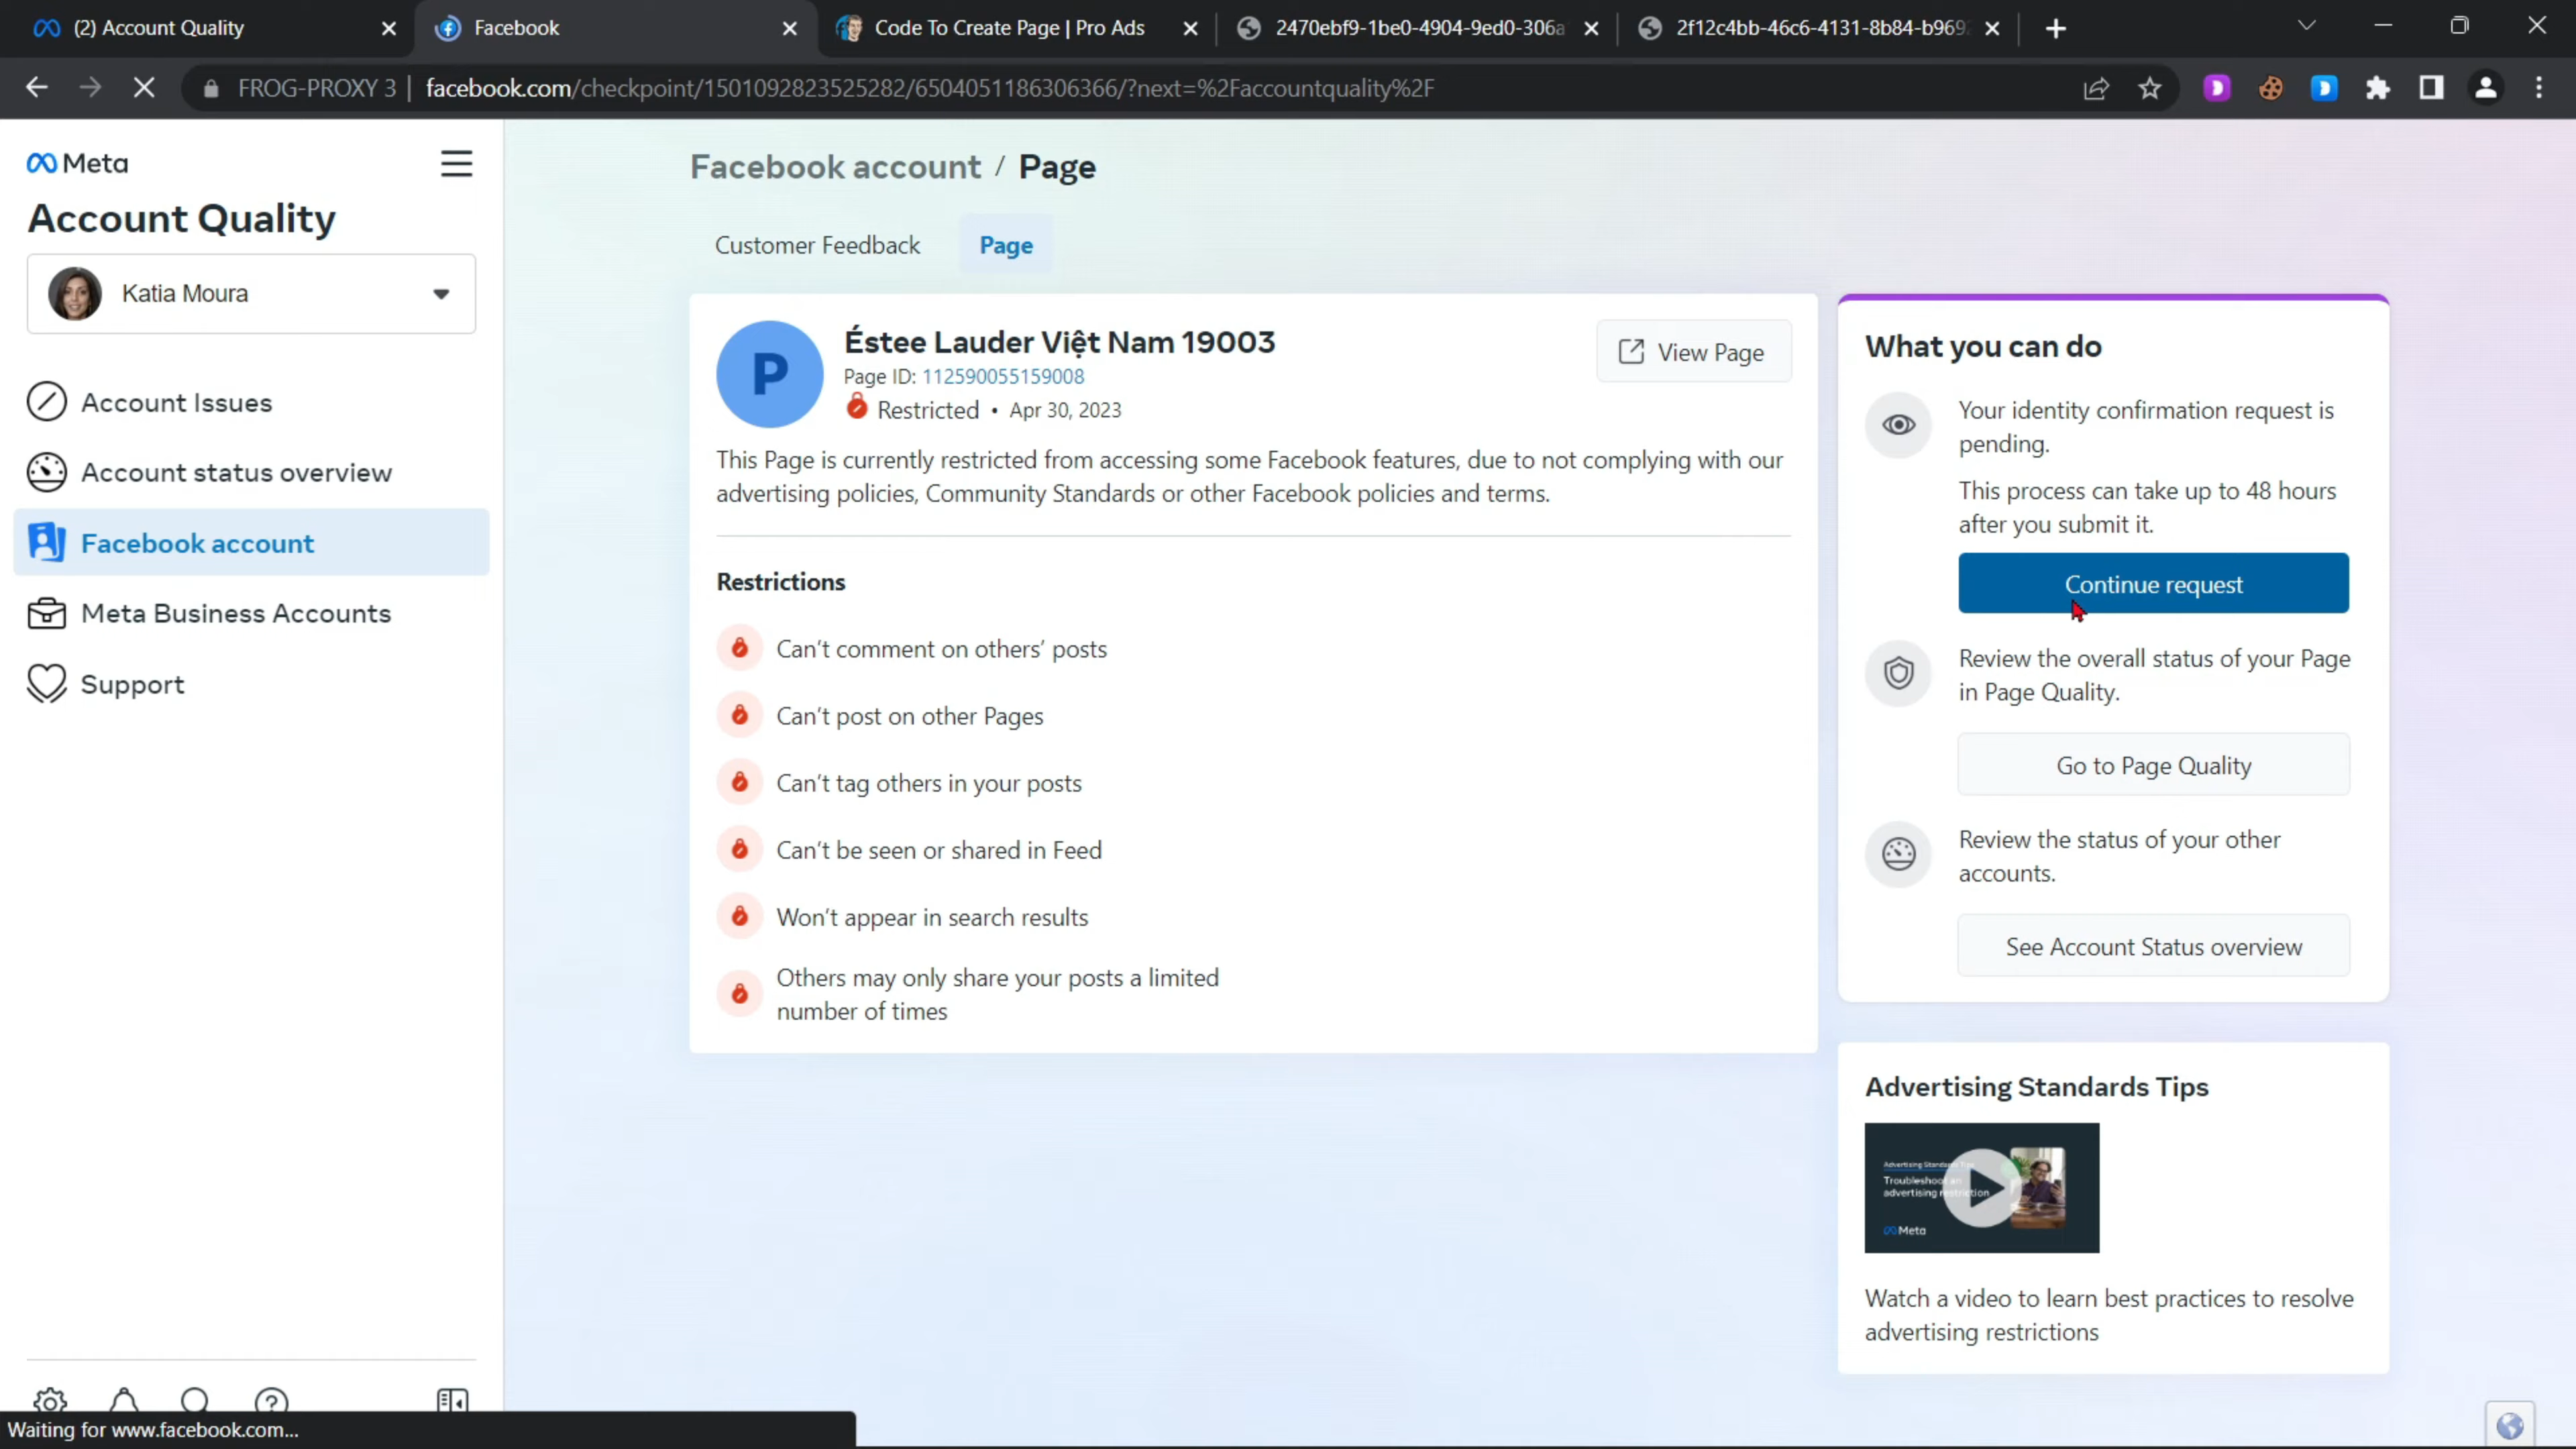 (2) Account Quality
Facebook
Code To Create Page | Pro Ads
2470ebf9-1be0-4904-9ed0-306a
2f12c4bb-46c6-4131-8b84-b969
FROG-PROXY 3 | facebook.com/checkpoint/1501092823525282/6504051186306366/?next=%2Faccountquality%2F
Meta
Account Quality
Katia Moura
Account Issues
Account status overview
Facebook account
Meta Business Accounts
Support
Facebook account / Page
Customer Feedback
Page
P
Éstee Lauder Việt Nam 19003
Page ID: 112590055159008
Restricted • Apr 30, 2023
View Page
This Page is currently restricted from accessing some Facebook features, due to not complying with our
advertising policies, Community Standards or other Facebook policies and terms.
Restrictions
Can't comment on others' posts
Can't post on other Pages
Can't tag others in your posts
Can't be seen or shared in Feed
Won't appear in search results
Others may only share your posts a limited
number of times
What you can do
Your identity confirmation request is
pending.
This process can take up to 48 hours
after you submit it.
Continue request
Review the overall status of your Page
in Page Quality.
Go to Page Quality
Review the status of your other
accounts.
See Account Status overview
Advertising Standards Tips
Advertising Standards
Troubleshoot an
advertising restriction
Meta
Watch a video to learn best practices to resolve
advertising restrictions
Waiting for www.facebook.com...